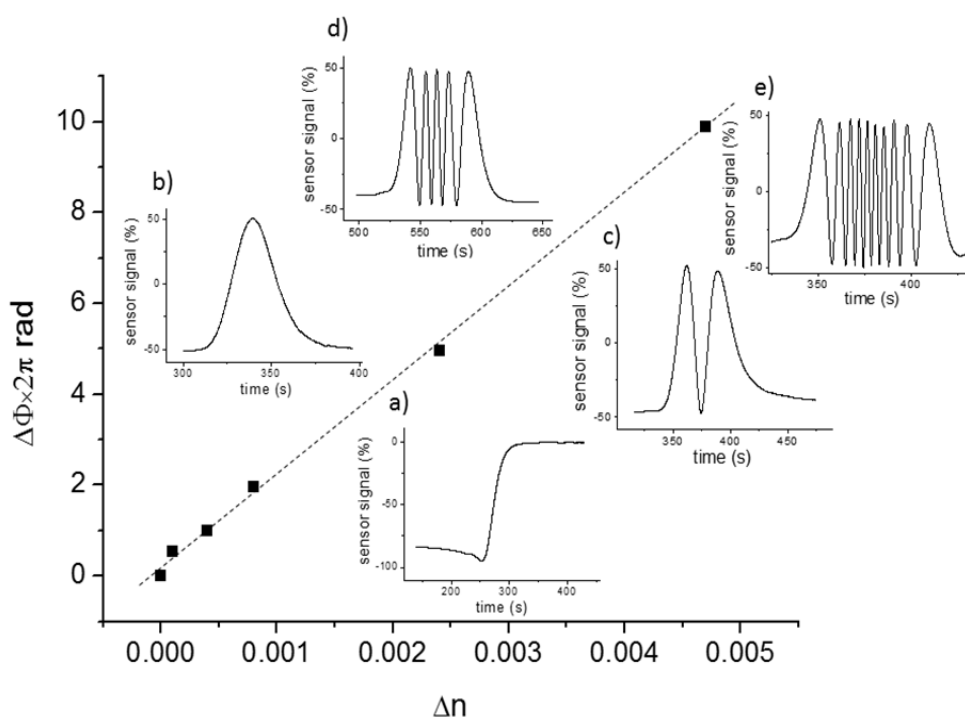 d)
sensor signal (%)
50
0
-50
500 550 600 650
time (s)
e)
sensor signal (%)
50
0
-50
350 400
time (s)
b)
sensor signal (%)
50
0
-50
300 350 400
time (s)
c)
sensor signal (%)
50
0
-50
350 400 450
time (s)
a)
sensor signal (%)
0
-50
-100
200 300 400
time (s)
ΔΦ×2π rad
10
8
6
4
2
0
0.000 0.001 0.002 0.003 0.004 0.005
Δn